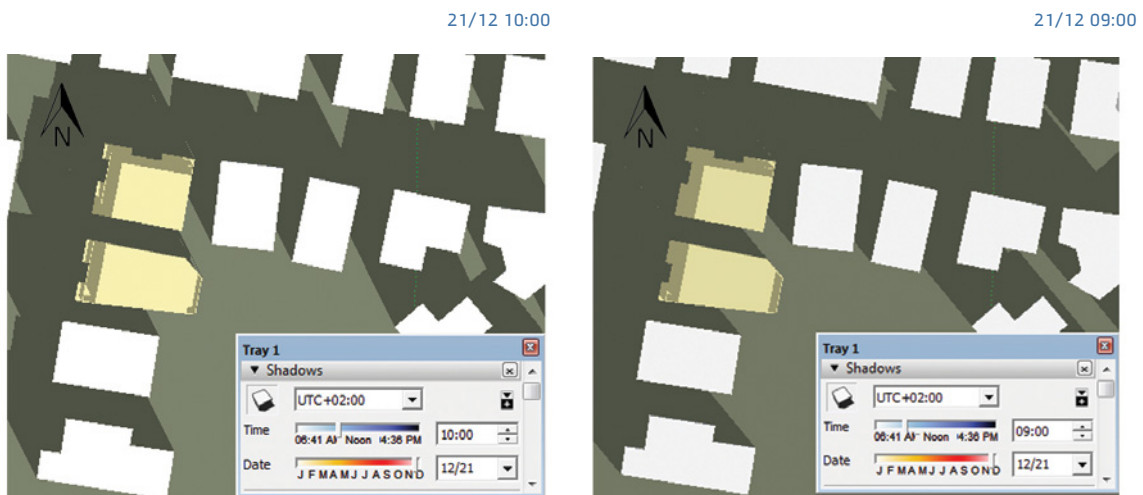 21/12 10:00
21/12 09:00
N
N
Tray 1
Shadows
UTC+02:00
Time
06:41 AM Noon 04:36 PM
10:00
Date
J F M A M J J A S O N D
12/21
Tray 1
Shadows
UTC+02:00
Time
06:41 AM Noon 04:36 PM
09:00
Date
J F M A M J J A S O N D
12/21